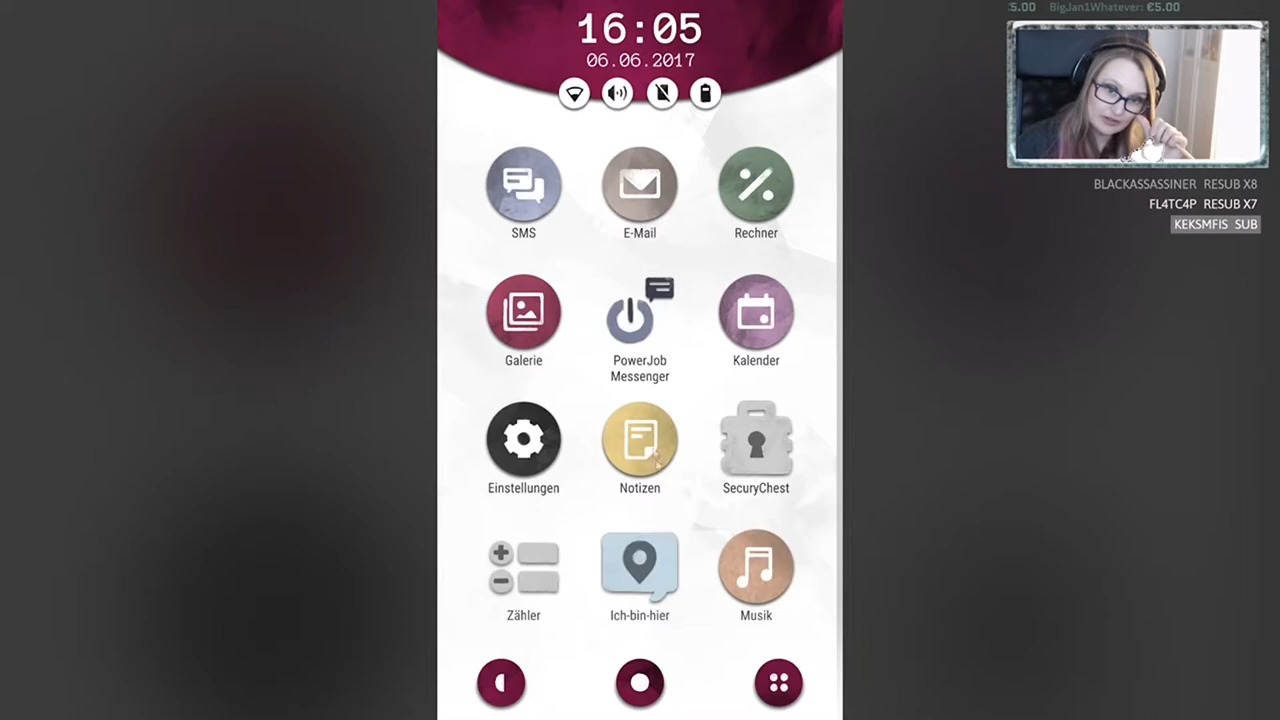 16:05
06.06.2017
5.00 BigJan1Whatever: €5.00
BLACKASSASSINER RESUB X8
FL4TC4P RESUB X7
KEKSMFIS SUB
SMS
E-Mail
Rechner
Galerie
PowerJob
Messenger
Kalender
Einstellungen
Notizen
SecuryChest
Zähler
Ich-bin-hier
Musik